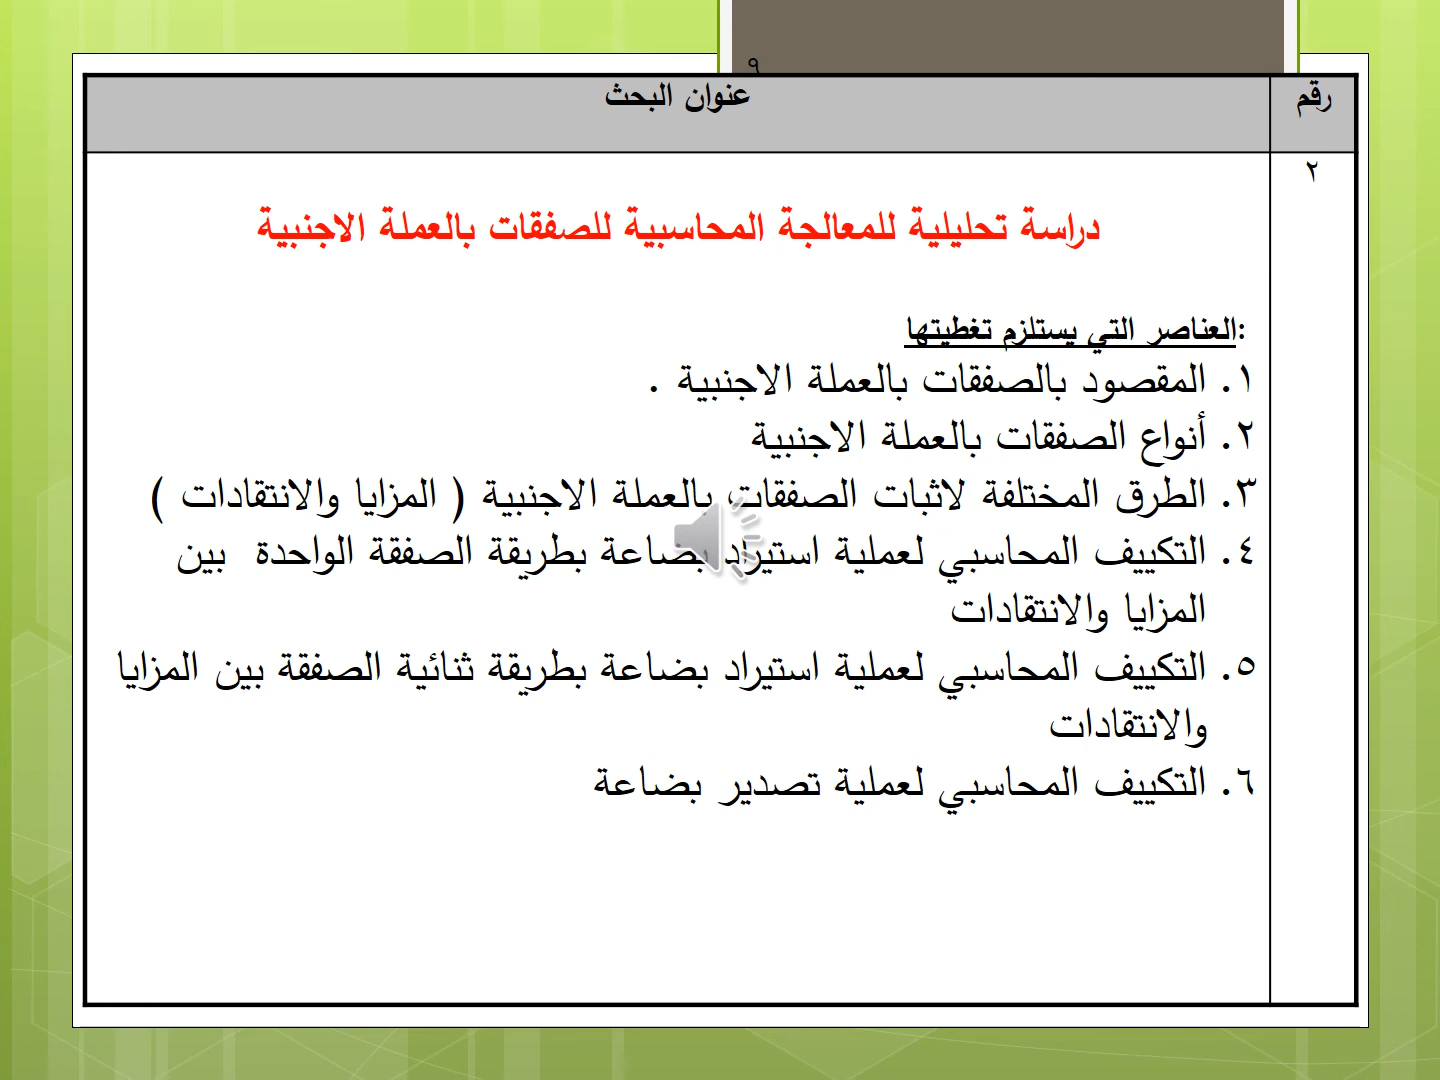 ٩
رقم
عنوان البحث
٢
دراسة تحليلية للمعالجة المحاسبية للصفقات بالعملة الاجنبية
العناصر التي يستلزم تغطيتها:
١. المقصود بالصفقات بالعملة الاجنبية .
٢. أنواع الصفقات بالعملة الاجنبية
٣. الطرق المختلفة لاثبات الصفقات بالعملة الاجنبية ( المزايا والانتقادات )
٤. التكييف المحاسبي لعملية استيراد بضاعة بطريقة الصفقة الواحدة بين
المزايا والانتقادات
٥. التكييف المحاسبي لعملية استيراد بضاعة بطريقة ثنائية الصفقة بين المزايا
والانتقادات
٦. التكييف المحاسبي لعملية تصدير بضاعة